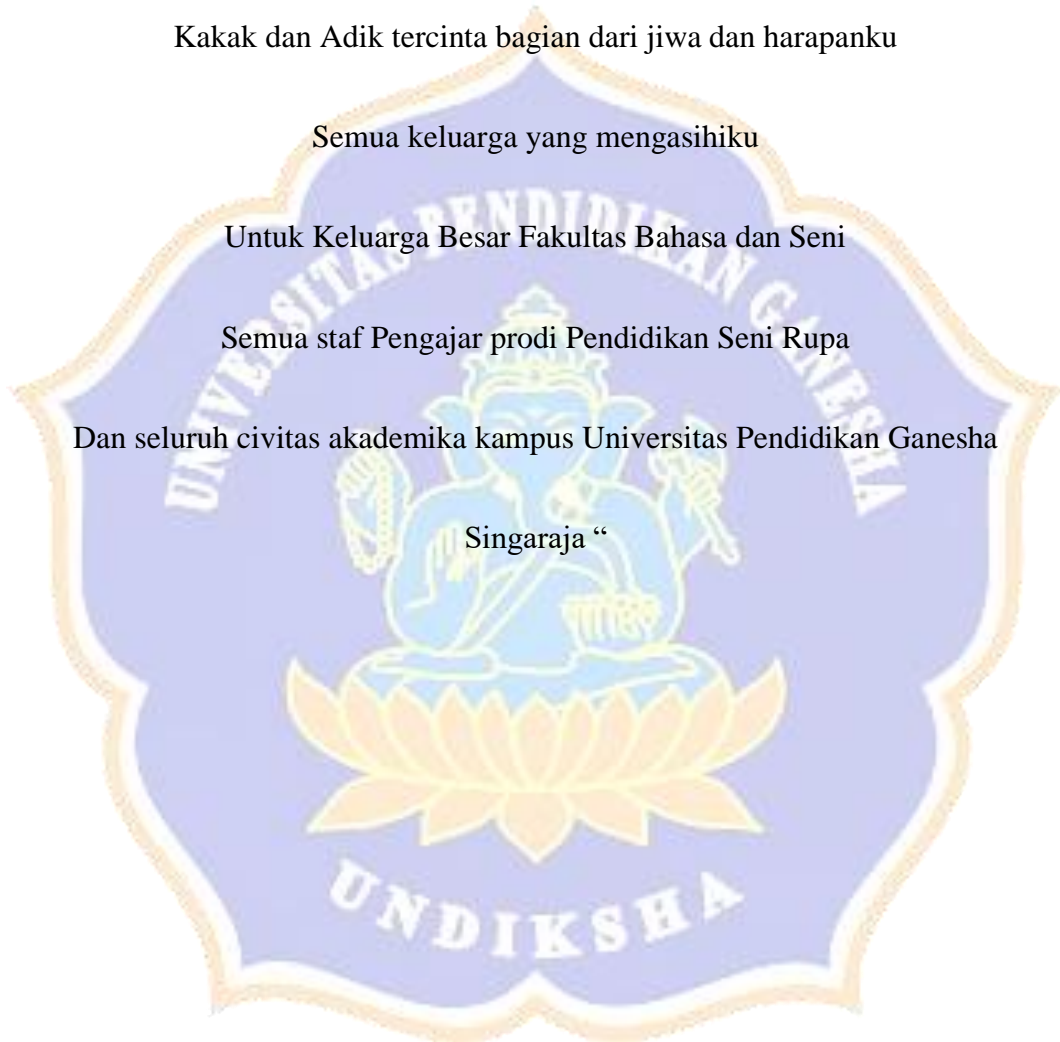 Kakak dan Adik tercinta bagian dari jiwa dan harapanku
Semua keluarga yang mengasihiku
UNIVERSITAS PENDIDIKAN GANESHA
Untuk Keluarga Besar Fakultas Bahasa dan Seni
Semua staf Pengajar prodi Pendidikan Seni Rupa
Dan seluruh civitas akademika kampus Universitas Pendidikan Ganesha
Singaraja “
UNDIKSHA